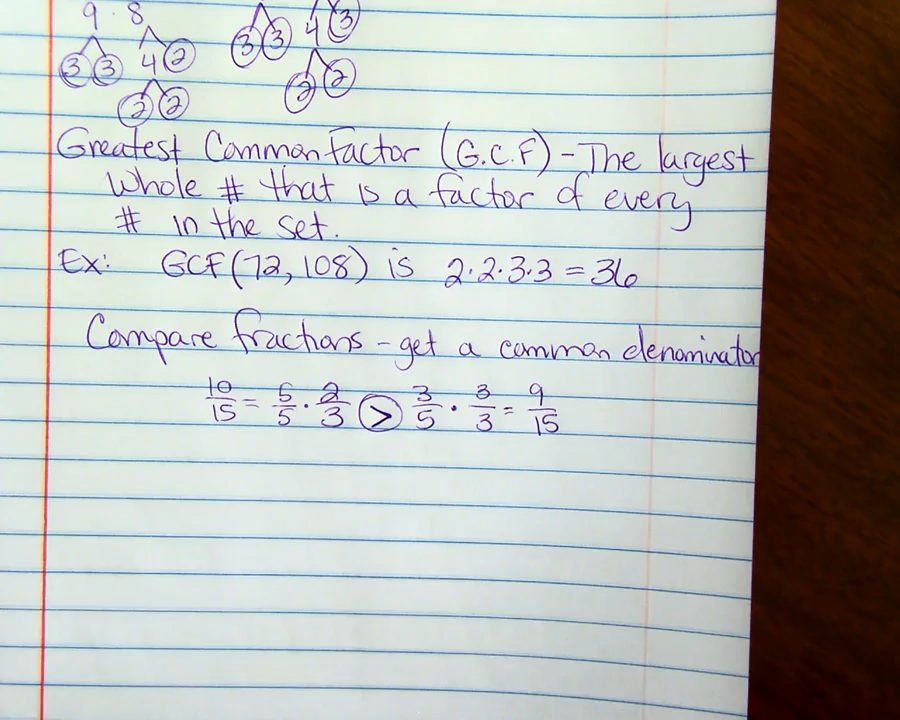 9 · 8
3 3 4 2 3 3 4 3
2 2 2 2
Greatest Common Factor (G.C.F) - The largest
Whole # that is a factor of every
# in the set.
Ex: GCF(72, 108) is 2·2·3·3 = 36
Compare fractions - get a common denominator
10/15 = 5/5 · 2/3 > 3/5 · 3/3 = 9/15